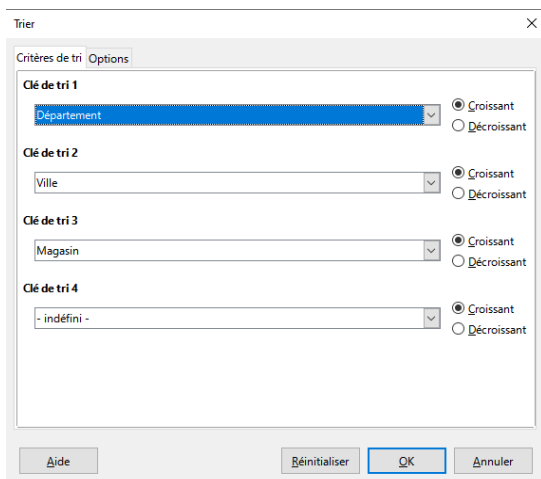 Trier
Critères de tri Options
Clé de tri 1
Département
Croissant
Décroissant
Clé de tri 2
Ville
Croissant
Décroissant
Clé de tri 3
Magasin
Croissant
Décroissant
Clé de tri 4
- indéfini -
Croissant
Décroissant
Aide Réinitialiser OK Annuler